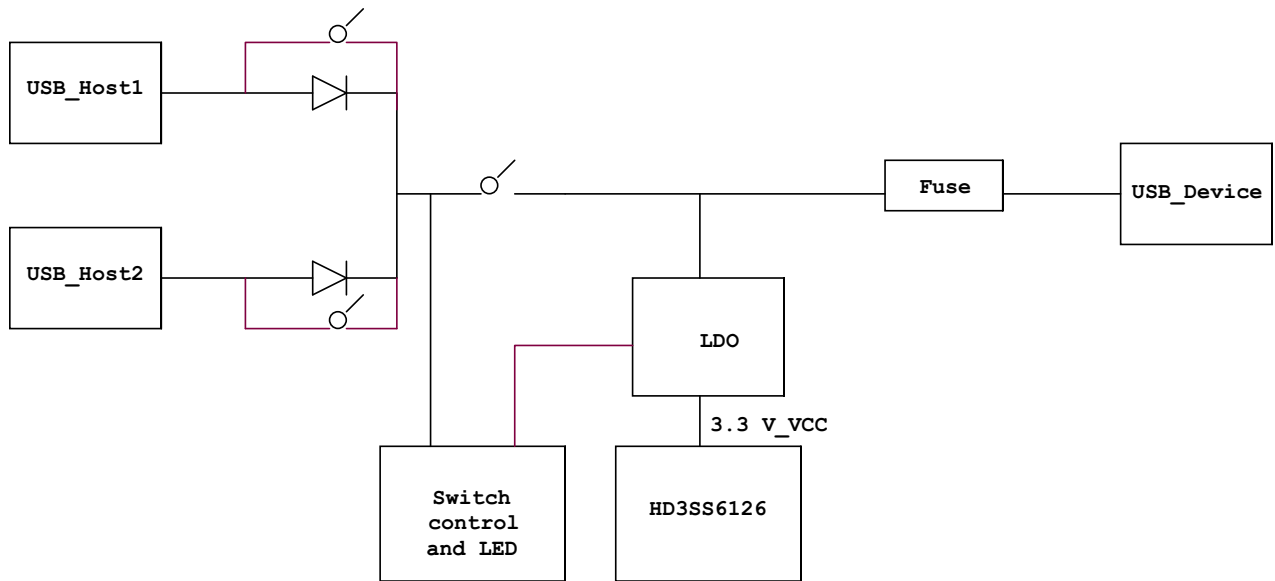 USB_Host1
Fuse
USB_Device
USB_Host2
LDO
3.3 V_VCC
Switch
control
and LED
HD3SS6126